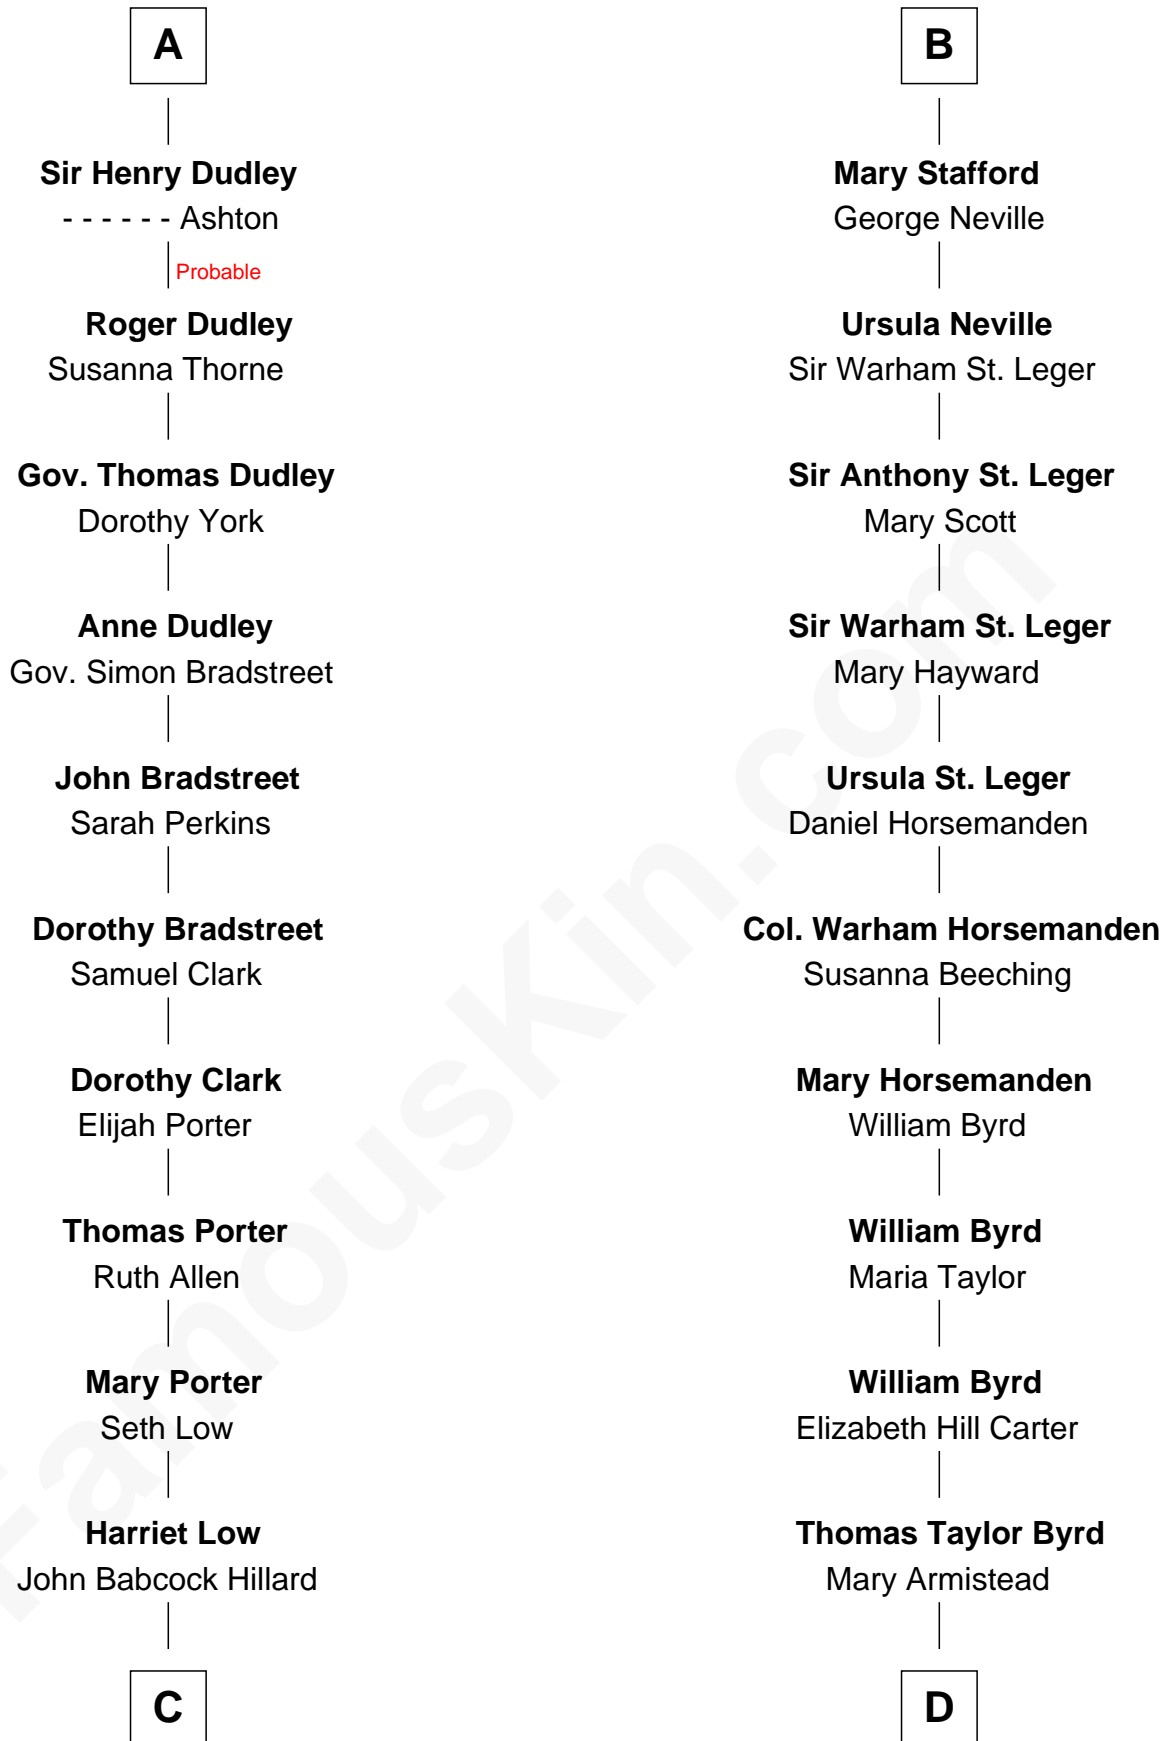 A
Sir Henry Dudley
- - - - - - Ashton
Probable
Roger Dudley
Susanna Thorne
Gov. Thomas Dudley
Dorothy York
Anne Dudley
Gov. Simon Bradstreet
John Bradstreet
Sarah Perkins
Dorothy Bradstreet
Samuel Clark
Dorothy Clark
Elijah Porter
Thomas Porter
Ruth Allen
Mary Porter
Seth Low
Harriet Low
John Babcock Hillard
C
B
Mary Stafford
George Neville
Ursula Neville
Sir Warham St. Leger
Sir Anthony St. Leger
Mary Scott
Sir Warham St. Leger
Mary Hayward
Ursula St. Leger
Daniel Horsemanden
Col. Warham Horsemanden
Susanna Beeching
Mary Horsemanden
William Byrd
William Byrd
Maria Taylor
William Byrd
Elizabeth Hill Carter
Thomas Taylor Byrd
Mary Armistead
D
FamousKin.com